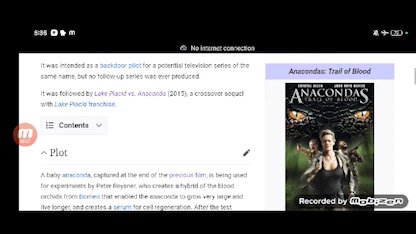 5:35
No internet connection
It was intended as a backdoor pilot for a potential television series of the
same name, but no follow-up series was ever produced.
It was followed by Lake Placid vs. Anaconda (2015), a crossover sequel
with Lake Placid franchise.
Contents
Plot
A baby anaconda, captured at the end of the previous film, is being used
for experiments by Peter Reysner, who creates a hybrid of the blood
orchids from Borneo that enabled the anaconda to grow very large and
live longer, and creates a serum for cell regeneration. After the test
Anacondas: Trail of Blood
CRYSTAL ALLEN JOHN RHYS-DAVIES
ANACONDAS
TRAIL OF BLOOD
Recorded by mobizen